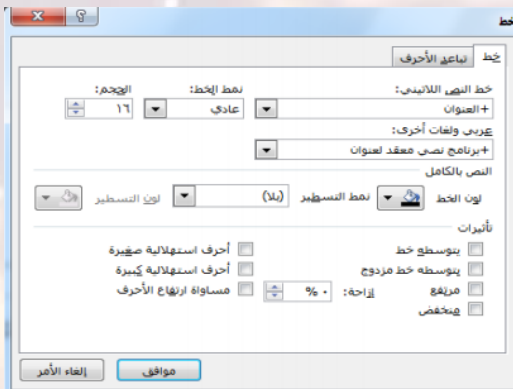 خط
خط تباعد الأحرف
خط النص اللاتيني: نمط الخط: الحجم:
+العنوان عادي ١٦
عربي ولغات أخرى:
+برنامج نصي معقد لعنوان
النص بالكامل
لون الخط نمط التسطير (بلا) لون التسطير
تأثيرات
يتوسطه خط أحرف استهلالية صغيرة
يتوسطه خط مزدوج أحرف استهلالية كبيرة
مرتفع إزاحة: ٠ % مساواة ارتفاع الأحرف
منخفض
موافق إلغاء الأمر